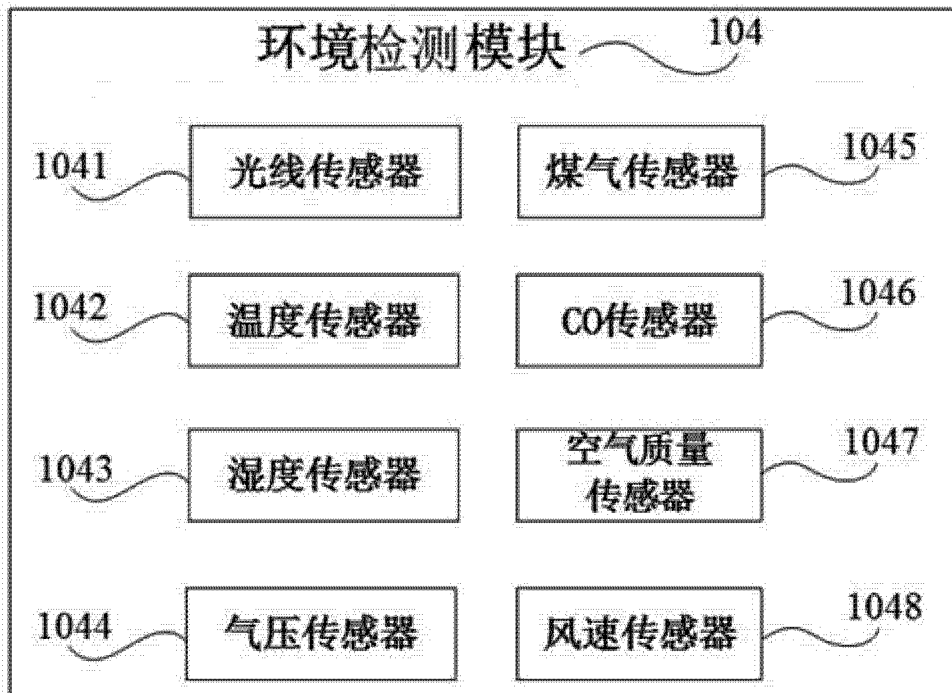 环境检测模块 104
1041 光线传感器
煤气传感器 1045
1042 温度传感器
CO传感器 1046
1043 湿度传感器
空气质量
传感器 1047
1044 气压传感器
风速传感器 1048